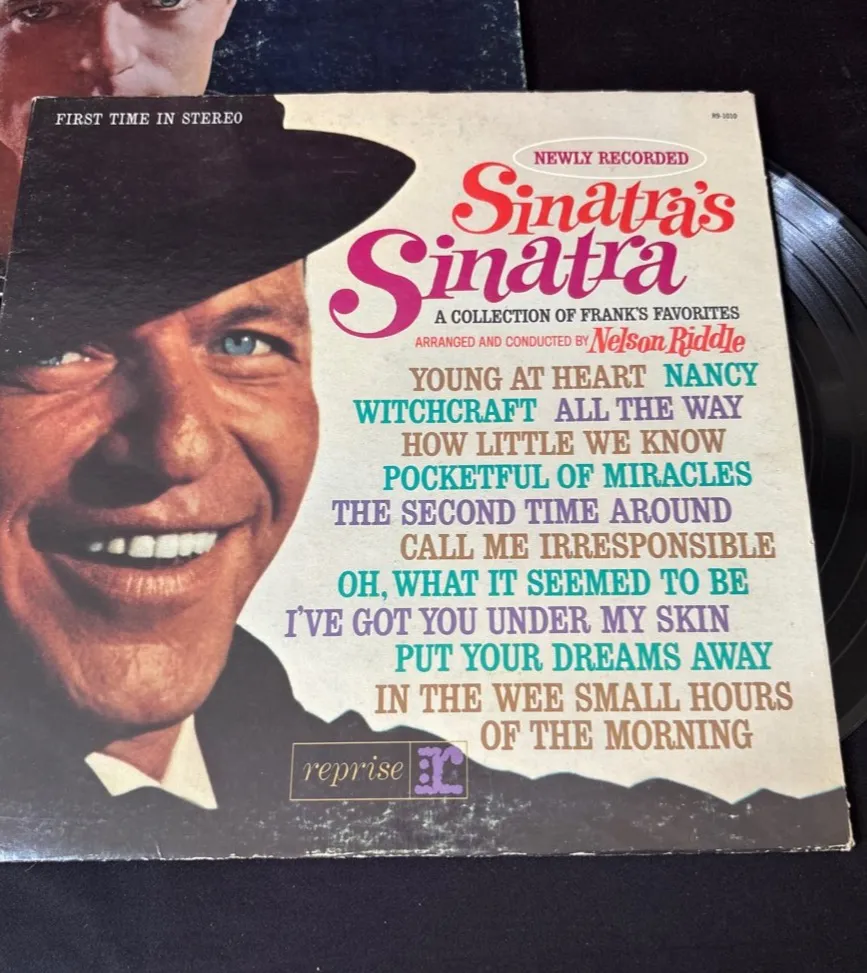 FIRST TIME IN STEREO
R9-1010
NEWLY RECORDED
Sinatra's
Sinatra
A COLLECTION OF FRANK'S FAVORITES
ARRANGED AND CONDUCTED BY Nelson Riddle
YOUNG AT HEART NANCY
WITCHCRAFT ALL THE WAY
HOW LITTLE WE KNOW
POCKETFUL OF MIRACLES
THE SECOND TIME AROUND
CALL ME IRRESPONSIBLE
OH, WHAT IT SEEMED TO BE
I'VE GOT YOU UNDER MY SKIN
PUT YOUR DREAMS AWAY
IN THE WEE SMALL HOURS
OF THE MORNING
reprise r